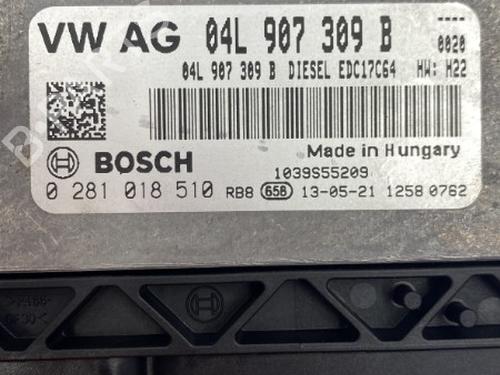 VW AG 04L 907 309 B
----
0020
04L 907 309 B DIESEL EDC17C64 HW: H22
BOSCH
Made in Hungary
1039S55209
0 281 018 510 RB8 658 13-05-21 1258 0762